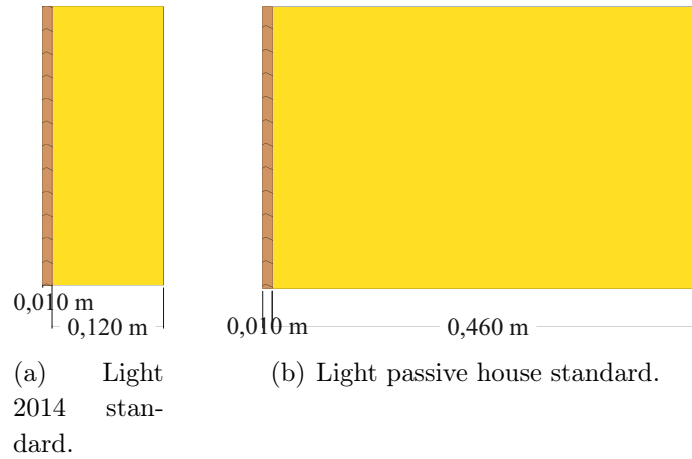 0,010 m
0,120 m
0,010 m
0,460 m
(a) Light
2014 stan-
dard.
(b) Light passive house standard.